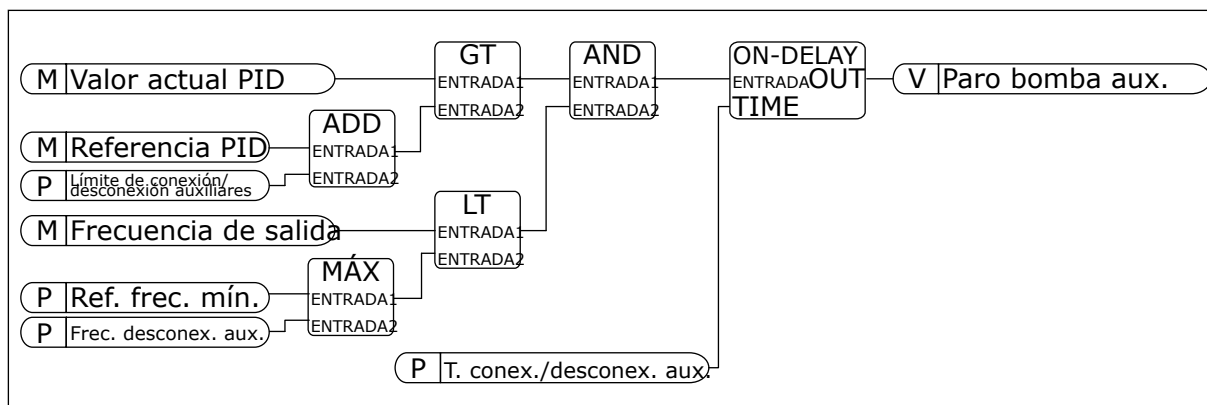 GT
ENTRADA1
ENTRADA2
AND
ENTRADA1
ENTRADA2
ON-DELAY
ENTRADA OUT
TIME
M Valor actual PID
V Paro bomba aux.
ADD
ENTRADA1
ENTRADA2
M Referencia PID
P Límite de conexión/
desconexión auxiliares
LT
ENTRADA1
ENTRADA2
M Frecuencia de salida
MÁX
ENTRADA1
ENTRADA2
P Ref. frec. mín.
P Frec. desconex. aux.
P T. conex./desconex. aux.